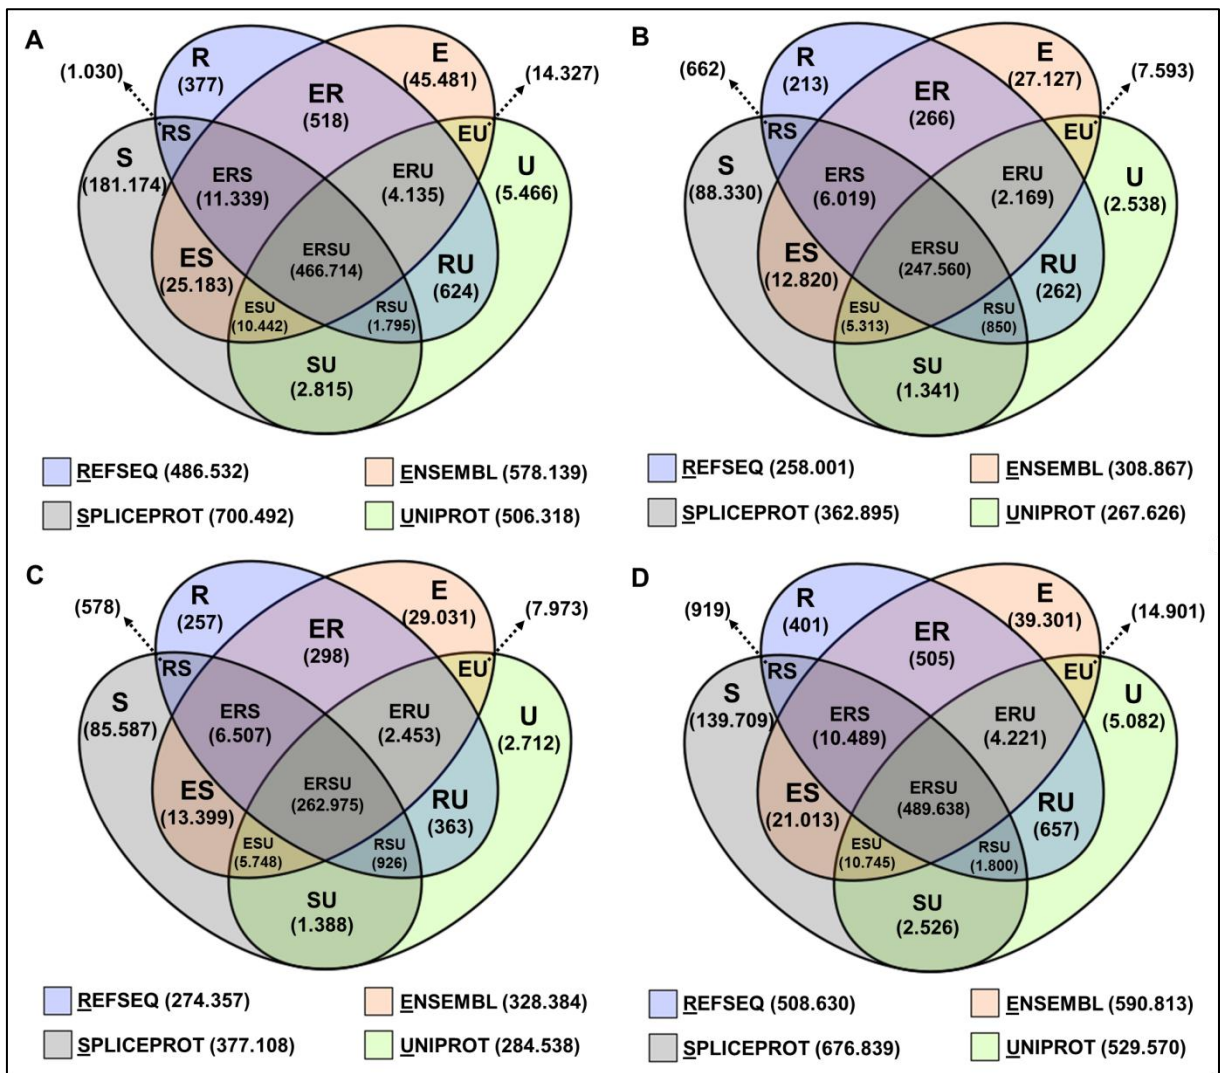 A
R
(377)
E
(45.481)
(1.030)
(14.327)
ER
(518)
RS
EU
S
(181.174)
U
(5.466)
ERS
(11.339)
ERU
(4.135)
ES
(25.183)
ERSU
(466.714)
RU
(624)
ESU
(10.442)
RSU
(1.795)
SU
(2.815)
REFSEQ (486.532)
ENSEMBL (578.139)
SPLICEPROT (700.492)
UNIPROT (506.318)
B
R
(213)
E
(27.127)
(662)
(7.593)
ER
(266)
RS
EU
S
(88.330)
U
(2.538)
ERS
(6.019)
ERU
(2.169)
ES
(12.820)
ERSU
(247.560)
RU
(262)
ESU
(5.313)
RSU
(850)
SU
(1.341)
REFSEQ (258.001)
ENSEMBL (308.867)
SPLICEPROT (362.895)
UNIPROT (267.626)
C
R
(257)
E
(29.031)
(578)
(7.973)
ER
(298)
RS
EU
S
(85.587)
U
(2.712)
ERS
(6.507)
ERU
(2.453)
ES
(13.399)
ERSU
(262.975)
RU
(363)
ESU
(5.748)
RSU
(926)
SU
(1.388)
REFSEQ (274.357)
ENSEMBL (328.384)
SPLICEPROT (377.108)
UNIPROT (284.538)
D
R
(401)
E
(39.301)
(919)
(14.901)
ER
(505)
RS
EU
S
(139.709)
U
(5.082)
ERS
(10.489)
ERU
(4.221)
ES
(21.013)
ERSU
(489.638)
RU
(657)
ESU
(10.745)
RSU
(1.800)
SU
(2.526)
REFSEQ (508.630)
ENSEMBL (590.813)
SPLICEPROT (676.839)
UNIPROT (529.570)